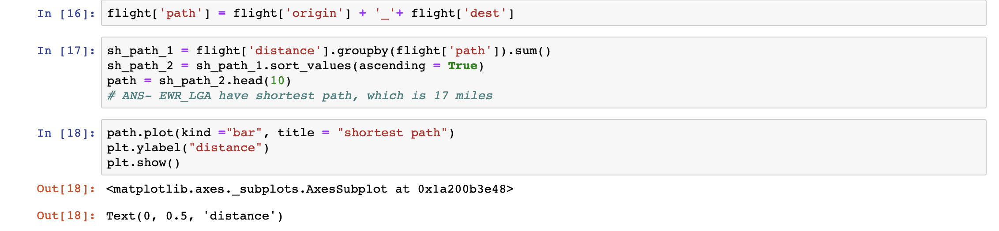 In [16]: flight['path'] = flight['origin'] + '_'+ flight['dest']
In [17]: sh_path_1 = flight['distance'].groupby(flight['path']).sum()
sh_path_2 = sh_path_1.sort_values(ascending = True)
path = sh_path_2.head(10)
# ANS- EWR_LGA have shortest path, which is 17 miles
In [18]: path.plot(kind ="bar", title = "shortest path")
plt.ylabel("distance")
plt.show()
Out[18]: <matplotlib.axes._subplots.AxesSubplot at 0x1a200b3e48>
Out[18]: Text(0, 0.5, 'distance')